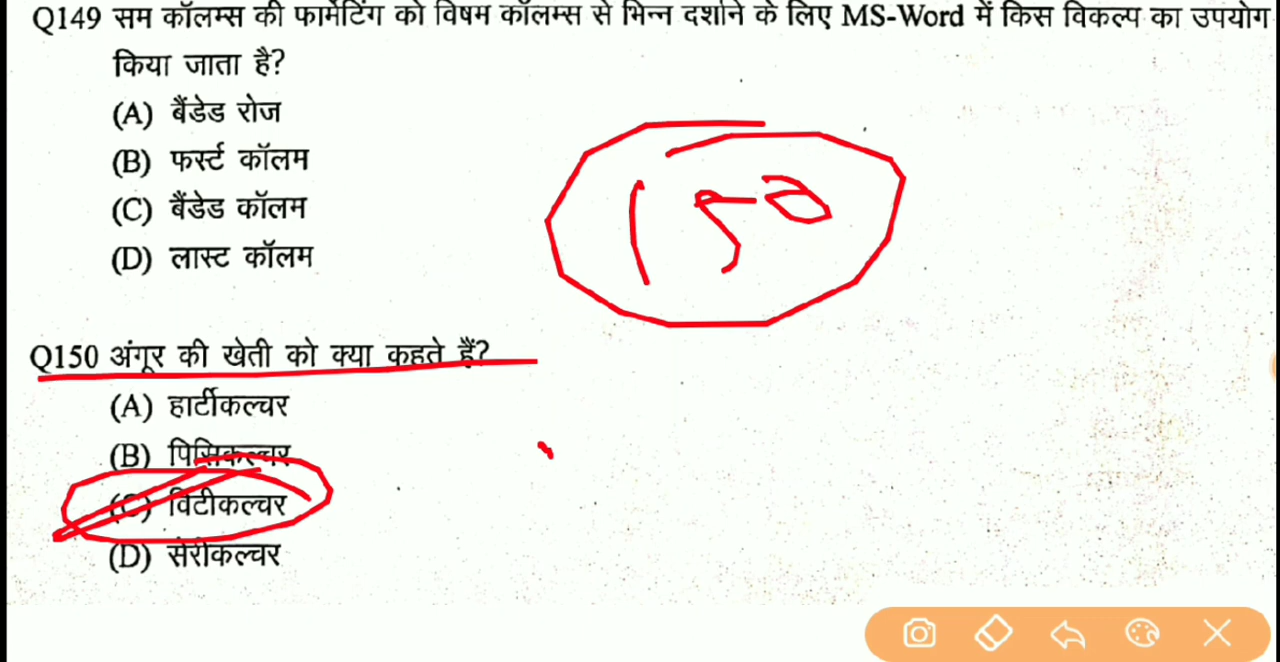 Q149 सम कॉलम्स की फार्मेटिंग को विषम कॉलम्स से भिन्न दर्शाने के लिए MS-Word में किस विकल्प का उपयोग
किया जाता है?
(A) बैंडेड रोज
(B) फर्स्ट कॉलम
(C) बैंडेड कॉलम
(D) लास्ट कॉलम
150
Q150 अंगूर की खेती को क्या कहते हैं?
(A) हार्टीकल्चर
(B) पिसिकल्चर
(C) विटीकल्चर
(D) सेरीकल्चर